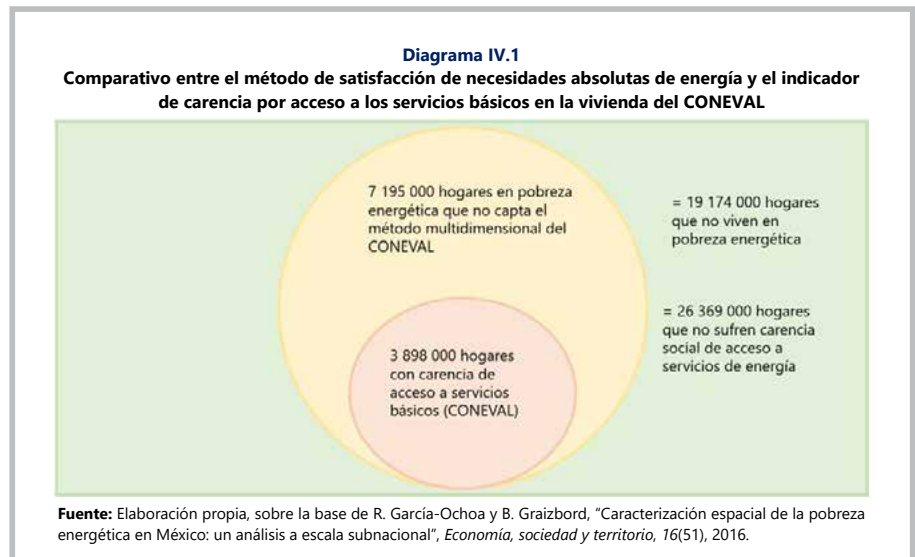 Diagrama IV.1
Comparativo entre el método de satisfacción de necesidades absolutas de energía y el indicador
de carencia por acceso a los servicios básicos en la vivienda del CONEVAL
7 195 000 hogares en pobreza
energética que no capta el
método multidimensional del
CONEVAL
= 19 174 000 hogares
que no viven en
pobreza energética
= 26 369 000 hogares
que no sufren carencia
social de acceso a
servicios de energía
3 898 000 hogares
con carencia de
acceso a servicios
básicos (CONEVAL)
Fuente: Elaboración propia, sobre la base de R. García-Ochoa y B. Graizbord, “Caracterización espacial de la pobreza
energética en México: un análisis a escala subnacional”, Economía, sociedad y territorio, 16(51), 2016.